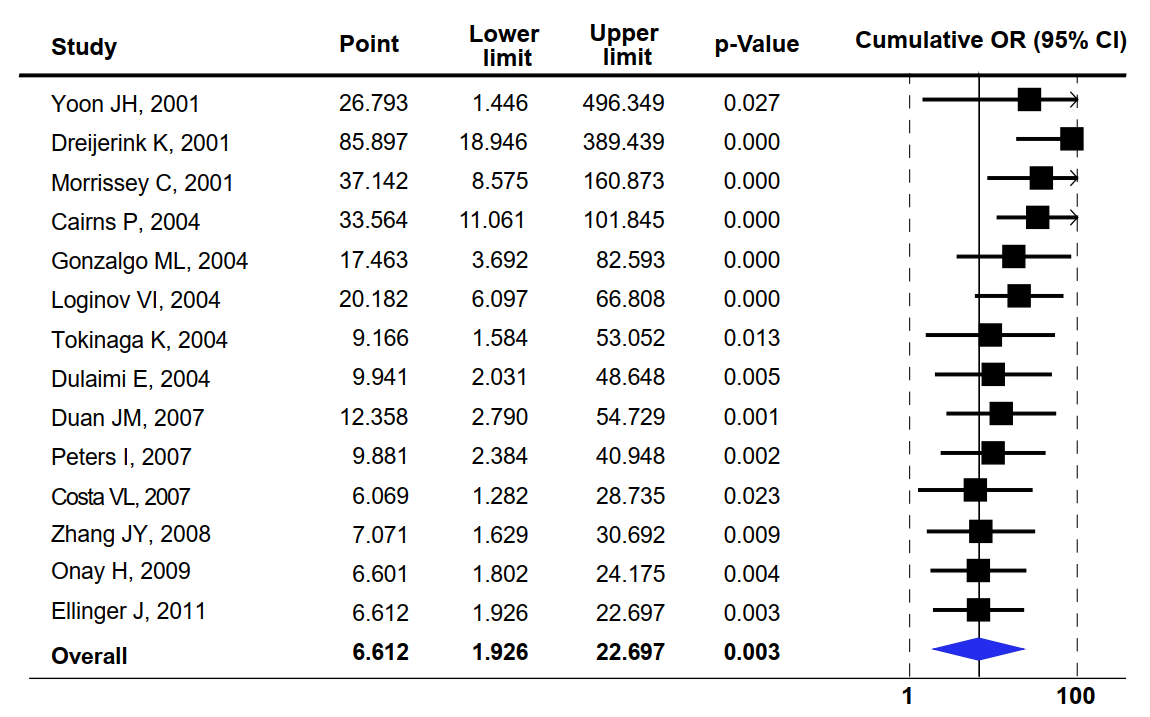 Study Point Lower limit Upper limit p-Value Cumulative OR (95% CI)
Yoon JH, 2001 26.793 1.446 496.349 0.027
Dreijerink K, 2001 85.897 18.946 389.439 0.000
Morrissey C, 2001 37.142 8.575 160.873 0.000
Cairns P, 2004 33.564 11.061 101.845 0.000
Gonzalgo ML, 2004 17.463 3.692 82.593 0.000
Loginov VI, 2004 20.182 6.097 66.808 0.000
Tokinaga K, 2004 9.166 1.584 53.052 0.013
Dulaimi E, 2004 9.941 2.031 48.648 0.005
Duan JM, 2007 12.358 2.790 54.729 0.001
Peters I, 2007 9.881 2.384 40.948 0.002
Costa VL, 2007 6.069 1.282 28.735 0.023
Zhang JY, 2008 7.071 1.629 30.692 0.009
Onay H, 2009 6.601 1.802 24.175 0.004
Ellinger J, 2011 6.612 1.926 22.697 0.003
Overall 6.612 1.926 22.697 0.003
1 100